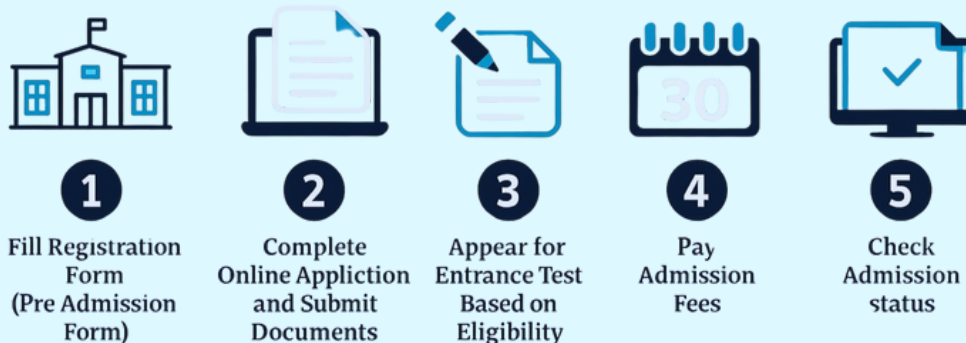 30
1
Fill Registration
Form
(Pre Admission
Form)
2
Complete
Online Appliction
and Submit
Documents
3
Appear for
Entrance Test
Based on
Eligibility
4
Pay
Admission
Fees
5
Check
Admission
status